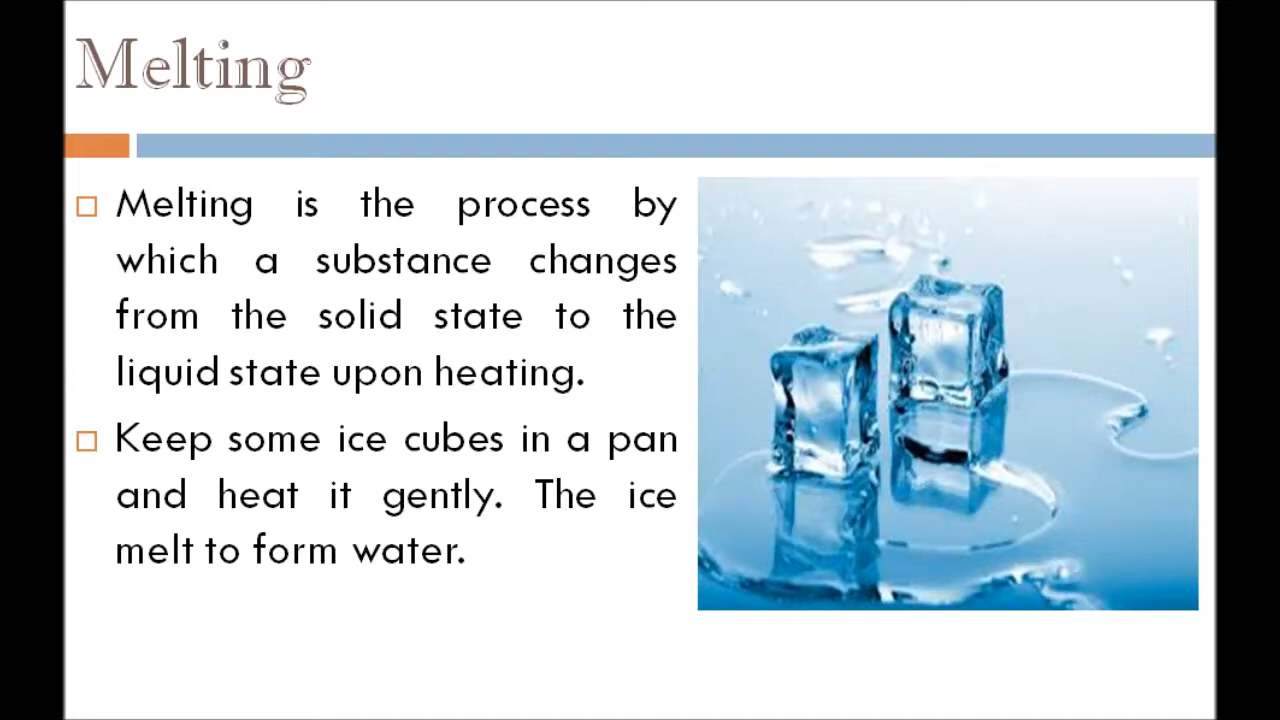 Melting
Melting is the process by
which a substance changes
from the solid state to the
liquid state upon heating.
Keep some ice cubes in a pan
and heat it gently. The ice
melt to form water.